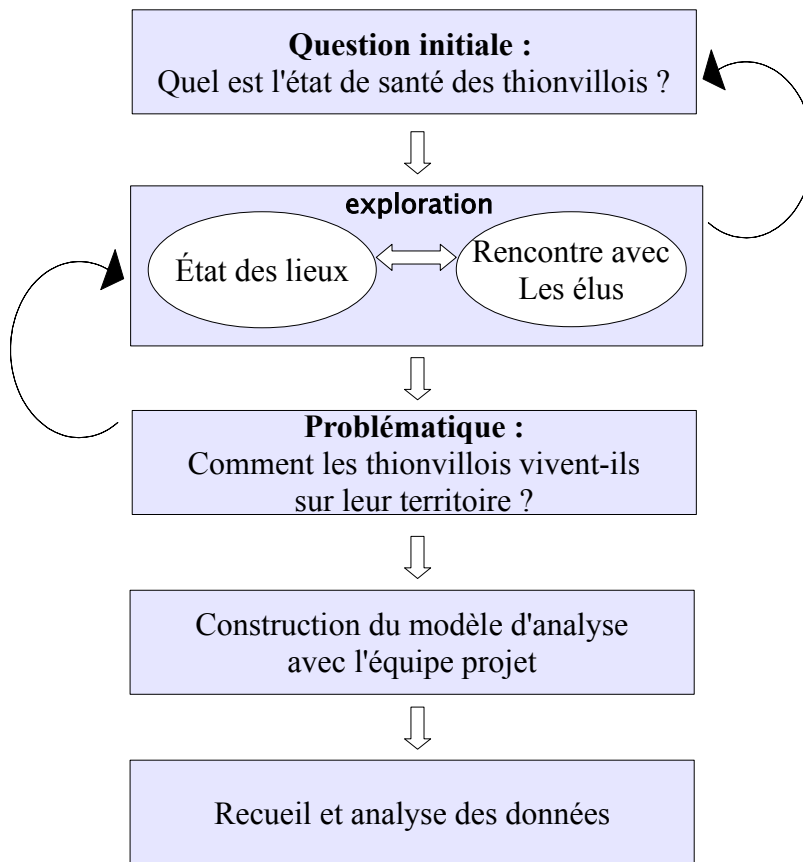 Question initiale :
Quel est l'état de santé des thionvillois ?
exploration
État des lieux
Rencontre avec
Les élus
Problématique :
Comment les thionvillois vivent-ils
sur leur territoire ?
Construction du modèle d'analyse
avec l'équipe projet
Recueil et analyse des données